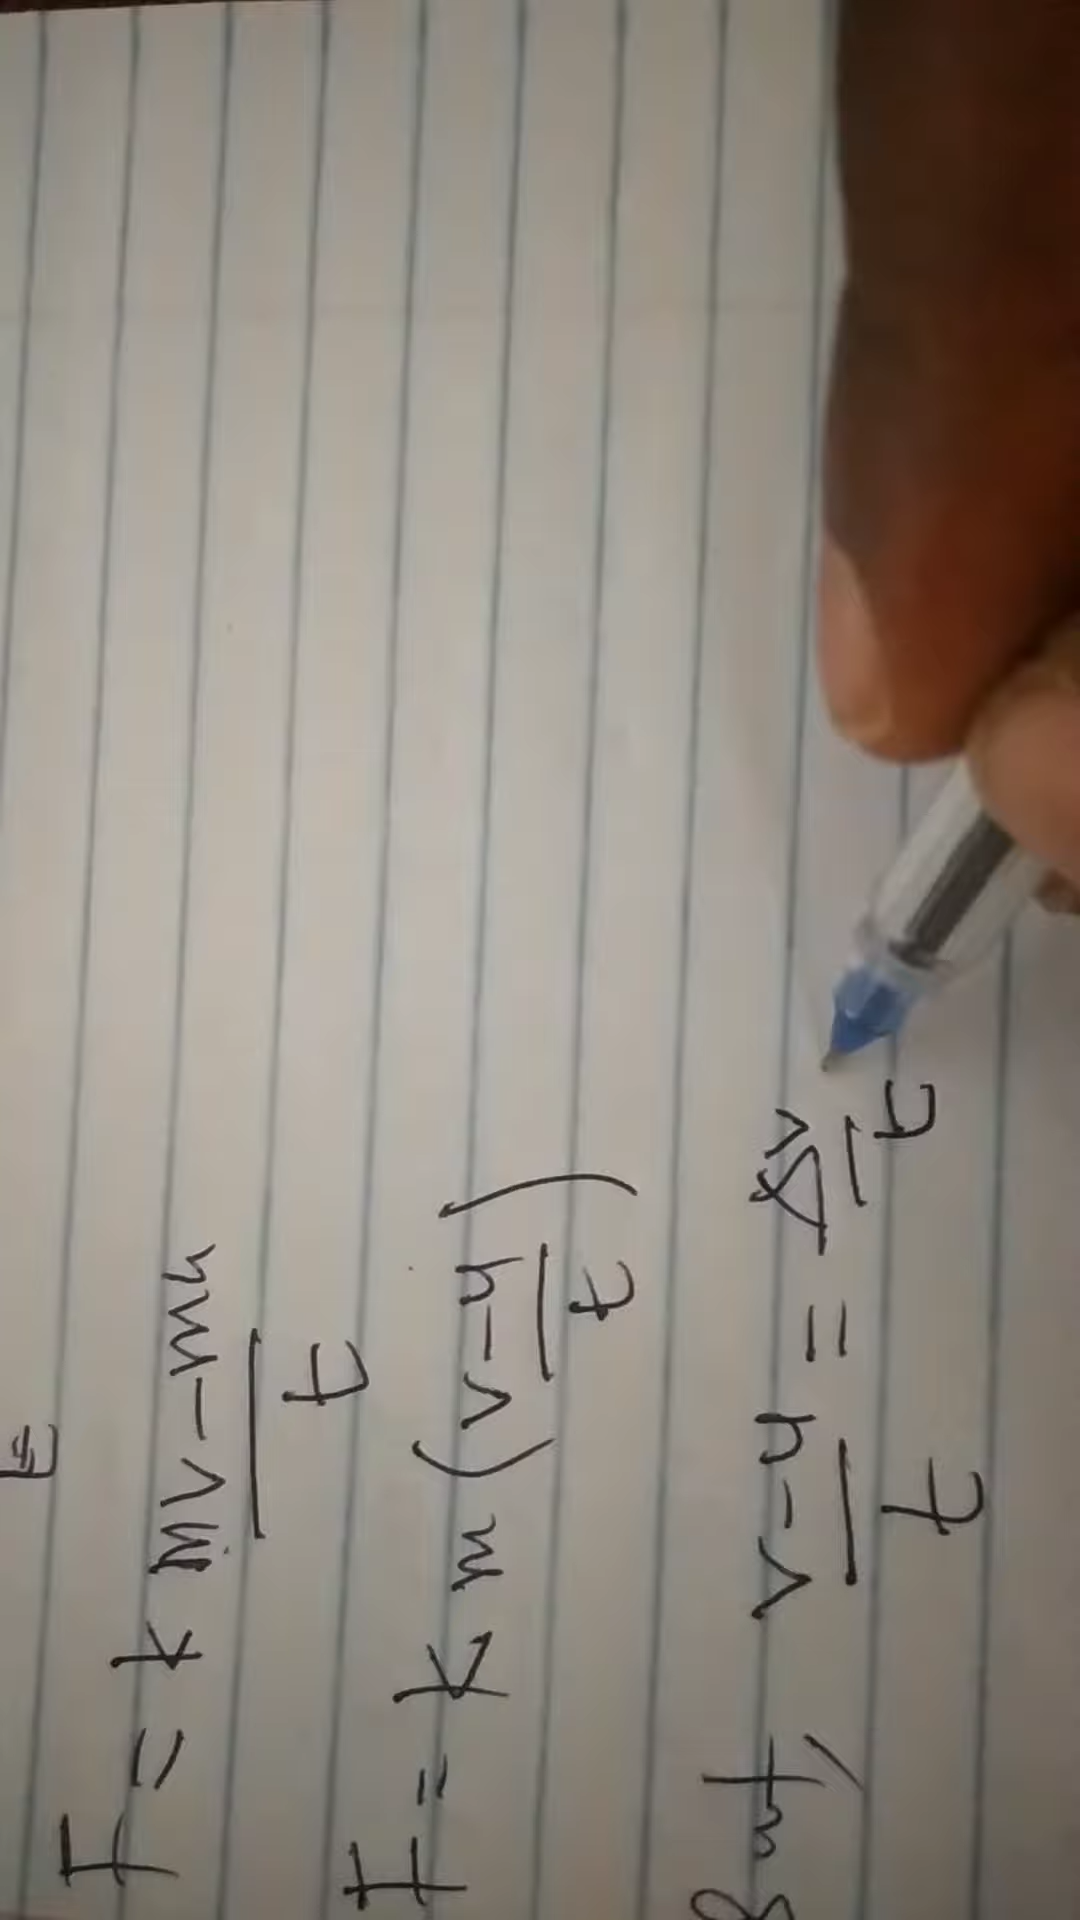 t
F = k mv-mu/t
F = k m (v-u/t)
But v-u/t = Δv/t